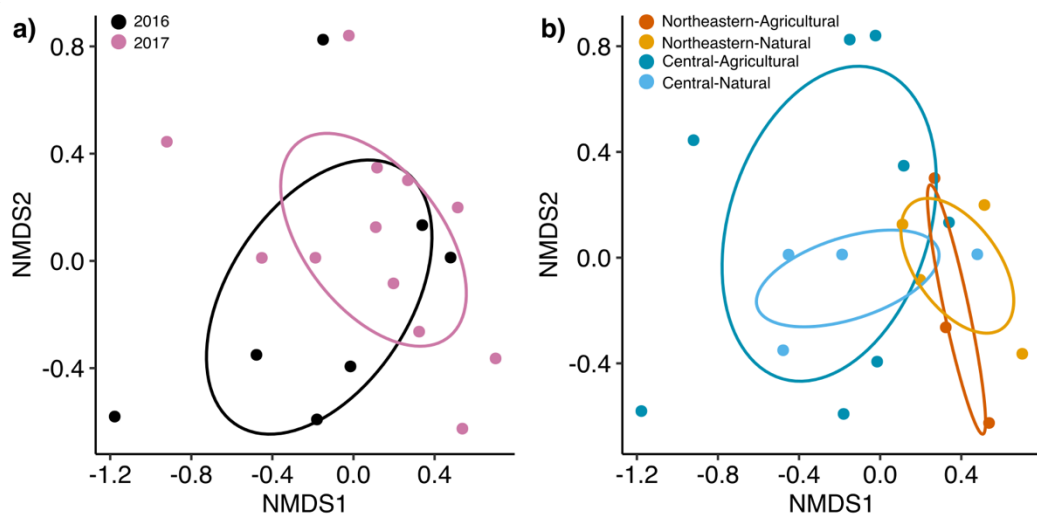 a)
2016
2017
NMDS2
0.8
0.4
0.0
-0.4
-1.2 -0.8 -0.4 0.0 0.4
NMDS1
b)
Northeastern-Agricultural
Northeastern-Natural
Central-Agricultural
Central-Natural
NMDS2
0.8
0.4
0.0
-0.4
-1.2 -0.8 -0.4 0.0 0.4
NMDS1